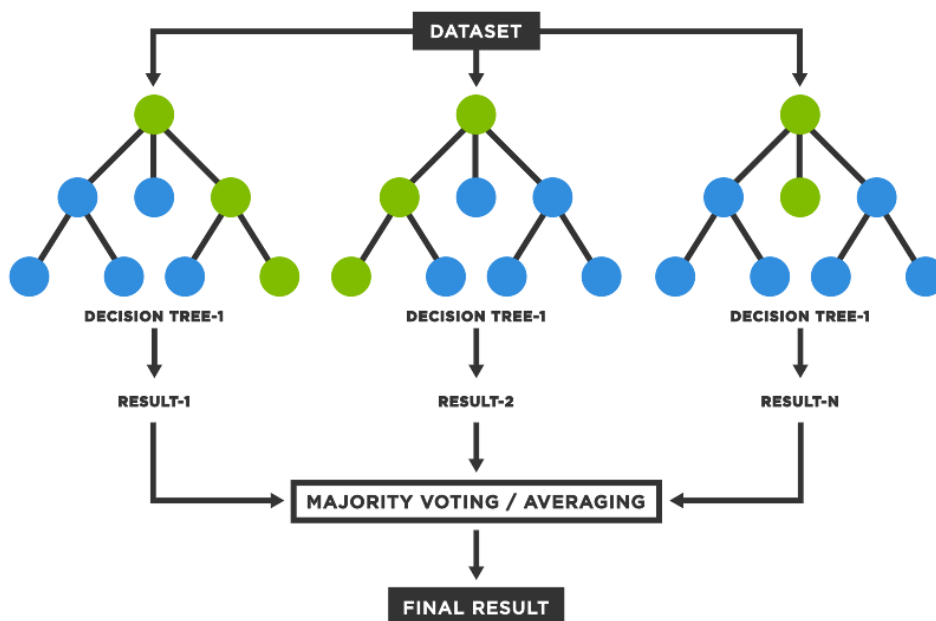 DATASET
DECISION TREE-1
DECISION TREE-1
DECISION TREE-1
RESULT-1
RESULT-2
RESULT-N
MAJORITY VOTING / AVERAGING
FINAL RESULT